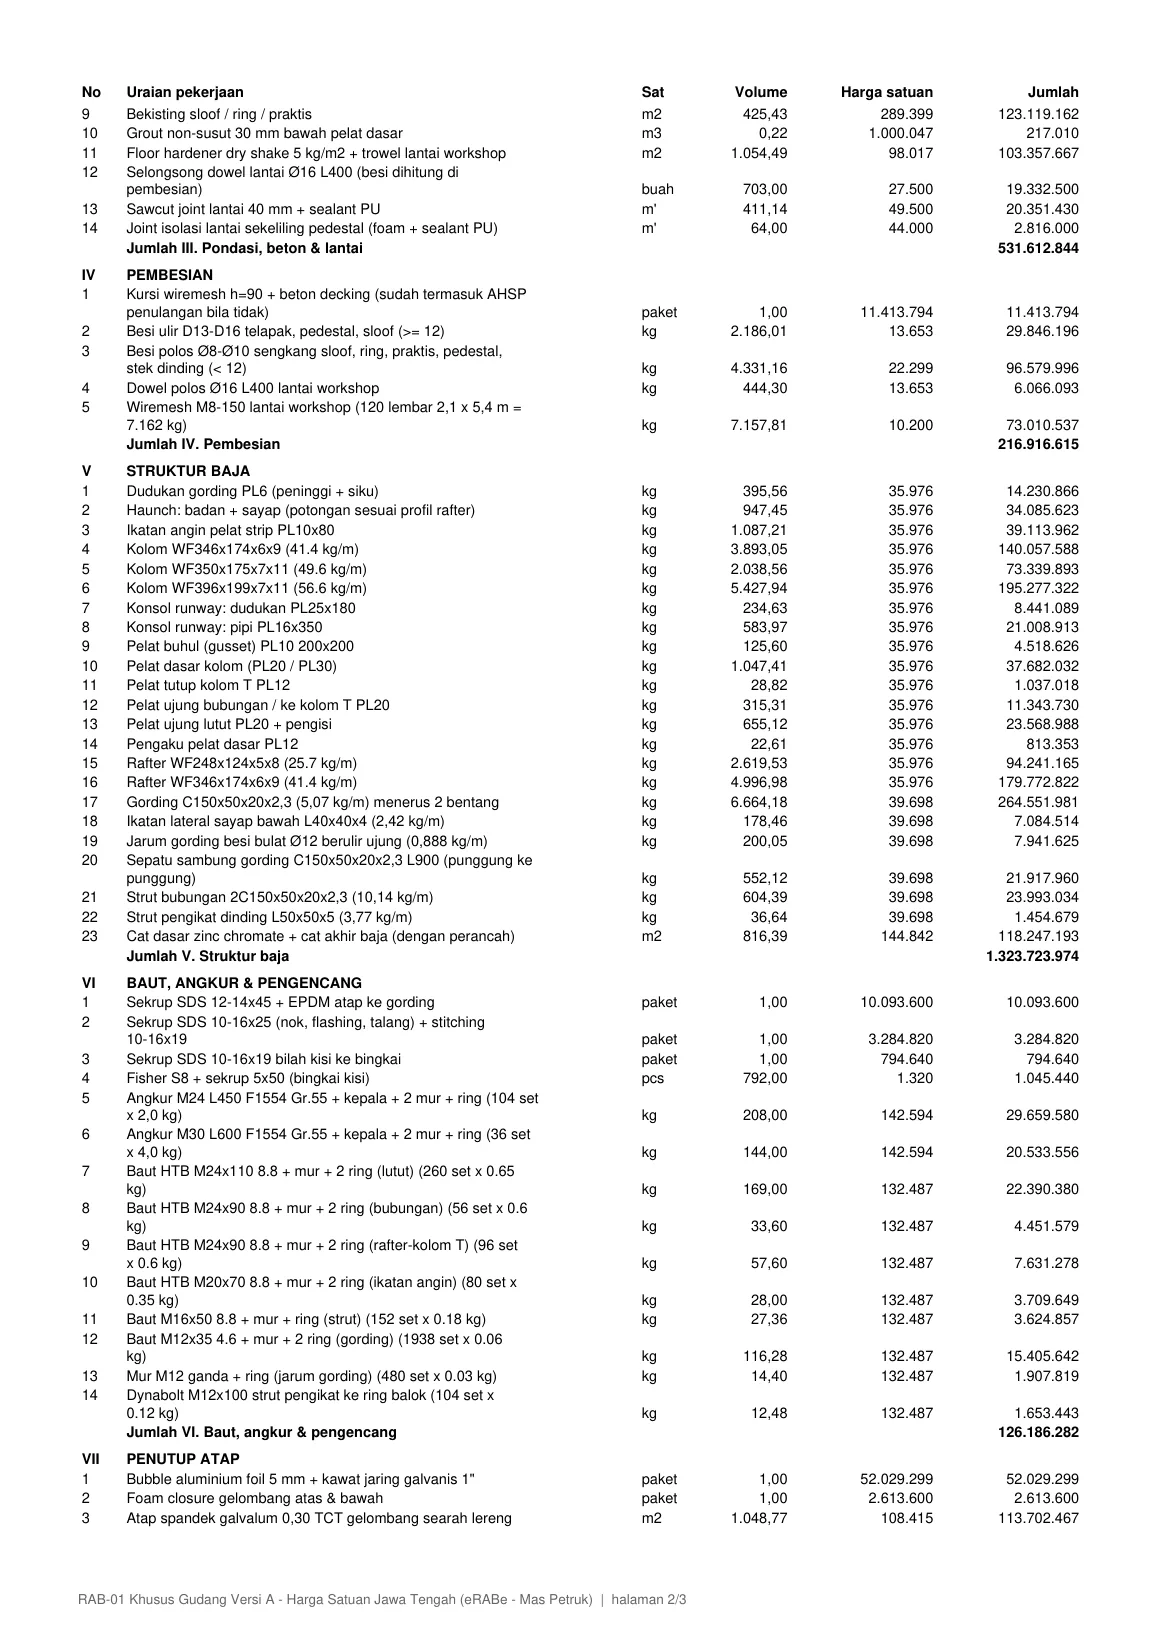 No Uraian pekerjaan Sat Volume Harga satuan Jumlah
9 Bekisting sloof / ring / praktis m2 425,43 289.399 123.119.162
10 Grout non-susut 30 mm bawah pelat dasar m3 0,22 1.000.047 217.010
11 Floor hardener dry shake 5 kg/m2 + trowel lantai workshop m2 1.054,49 98.017 103.357.667
12 Selongsong dowel lantai Ø16 L400 (besi dihitung di
pembesian) buah 703,00 27.500 19.332.500
13 Sawcut joint lantai 40 mm + sealant PU m' 411,14 49.500 20.351.430
14 Joint isolasi lantai sekeliling pedestal (foam + sealant PU) m' 64,00 44.000 2.816.000
Jumlah III. Pondasi, beton & lantai 531.612.844
IV PEMBESIAN
1 Kursi wiremesh h=90 + beton decking (sudah termasuk AHSP
penulangan bila tidak) paket 1,00 11.413.794 11.413.794
2 Besi ulir D13-D16 telapak, pedestal, sloof (>= 12) kg 2.186,01 13.653 29.846.196
3 Besi polos Ø8-Ø10 sengkang sloof, ring, praktis, pedestal,
stek dinding (< 12) kg 4.331,16 22.299 96.579.996
4 Dowel polos Ø16 L400 lantai workshop kg 444,30 13.653 6.066.093
5 Wiremesh M8-150 lantai workshop (120 lembar 2,1 x 5,4 m =
7.162 kg) kg 7.157,81 10.200 73.010.537
Jumlah IV. Pembesian 216.916.615
V STRUKTUR BAJA
1 Dudukan gording PL6 (peninggi + siku) kg 395,56 35.976 14.230.866
2 Haunch: badan + sayap (potongan sesuai profil rafter) kg 947,45 35.976 34.085.623
3 Ikatan angin pelat strip PL10x80 kg 1.087,21 35.976 39.113.962
4 Kolom WF346x174x6x9 (41.4 kg/m) kg 3.893,05 35.976 140.057.588
5 Kolom WF350x175x7x11 (49.6 kg/m) kg 2.038,56 35.976 73.339.893
6 Kolom WF396x199x7x11 (56.6 kg/m) kg 5.427,94 35.976 195.277.322
7 Konsol runway: dudukan PL25x180 kg 234,63 35.976 8.441.089
8 Konsol runway: pipi PL16x350 kg 583,97 35.976 21.008.913
9 Pelat buhul (gusset) PL10 200x200 kg 125,60 35.976 4.518.626
10 Pelat dasar kolom (PL20 / PL30) kg 1.047,41 35.976 37.682.032
11 Pelat tutup kolom T PL12 kg 28,82 35.976 1.037.018
12 Pelat ujung bubungan / ke kolom T PL20 kg 315,31 35.976 11.343.730
13 Pelat ujung lutut PL20 + pengisi kg 655,12 35.976 23.568.988
14 Pengaku pelat dasar PL12 kg 22,61 35.976 813.353
15 Rafter WF248x124x5x8 (25.7 kg/m) kg 2.619,53 35.976 94.241.165
16 Rafter WF346x174x6x9 (41.4 kg/m) kg 4.996,98 35.976 179.772.822
17 Gording C150x50x20x2,3 (5,07 kg/m) menerus 2 bentang kg 6.664,18 39.698 264.551.981
18 Ikatan lateral sayap bawah L40x40x4 (2,42 kg/m) kg 178,46 39.698 7.084.514
19 Jarum gording besi bulat Ø12 berulir ujung (0,888 kg/m) kg 200,05 39.698 7.941.625
20 Sepatu sambung gording C150x50x20x2,3 L900 (punggung ke
punggung) kg 552,12 39.698 21.917.960
21 Strut bubungan 2C150x50x20x2,3 (10,14 kg/m) kg 604,39 39.698 23.993.034
22 Strut pengikat dinding L50x50x5 (3,77 kg/m) kg 36,64 39.698 1.454.679
23 Cat dasar zinc chromate + cat akhir baja (dengan perancah) m2 816,39 144.842 118.247.193
Jumlah V. Struktur baja 1.323.723.974
VI BAUT, ANGKUR & PENGENCANG
1 Sekrup SDS 12-14x45 + EPDM atap ke gording paket 1,00 10.093.600 10.093.600
2 Sekrup SDS 10-16x25 (nok, flashing, talang) + stitching
10-16x19 paket 1,00 3.284.820 3.284.820
3 Sekrup SDS 10-16x19 bilah kisi ke bingkai paket 1,00 794.640 794.640
4 Fisher S8 + sekrup 5x50 (bingkai kisi) pcs 792,00 1.320 1.045.440
5 Angkur M24 L450 F1554 Gr.55 + kepala + 2 mur + ring (104 set
x 2,0 kg) kg 208,00 142.594 29.659.580
6 Angkur M30 L600 F1554 Gr.55 + kepala + 2 mur + ring (36 set
x 4,0 kg) kg 144,00 142.594 20.533.556
7 Baut HTB M24x110 8.8 + mur + 2 ring (lutut) (260 set x 0.65
kg) kg 169,00 132.487 22.390.380
8 Baut HTB M24x90 8.8 + mur + 2 ring (bubungan) (56 set x 0.6
kg) kg 33,60 132.487 4.451.579
9 Baut HTB M24x90 8.8 + mur + 2 ring (rafter-kolom T) (96 set
x 0.6 kg) kg 57,60 132.487 7.631.278
10 Baut HTB M20x70 8.8 + mur + 2 ring (ikatan angin) (80 set x
0.35 kg) kg 28,00 132.487 3.709.649
11 Baut M16x50 8.8 + mur + ring (strut) (152 set x 0.18 kg) kg 27,36 132.487 3.624.857
12 Baut M12x35 4.6 + mur + 2 ring (gording) (1938 set x 0.06
kg) kg 116,28 132.487 15.405.642
13 Mur M12 ganda + ring (jarum gording) (480 set x 0.03 kg) kg 14,40 132.487 1.907.819
14 Dynabolt M12x100 strut pengikat ke ring balok (104 set x
0.12 kg) kg 12,48 132.487 1.653.443
Jumlah VI. Baut, angkur & pengencang 126.186.282
VII PENUTUP ATAP
1 Bubble aluminium foil 5 mm + kawat jaring galvanis 1" paket 1,00 52.029.299 52.029.299
2 Foam closure gelombang atas & bawah paket 1,00 2.613.600 2.613.600
3 Atap spandek galvalum 0,30 TCT gelombang searah lereng m2 1.048,77 108.415 113.702.467
RAB-01 Khusus Gudang Versi A - Harga Satuan Jawa Tengah (eRABe - Mas Petruk) | halaman 2/3